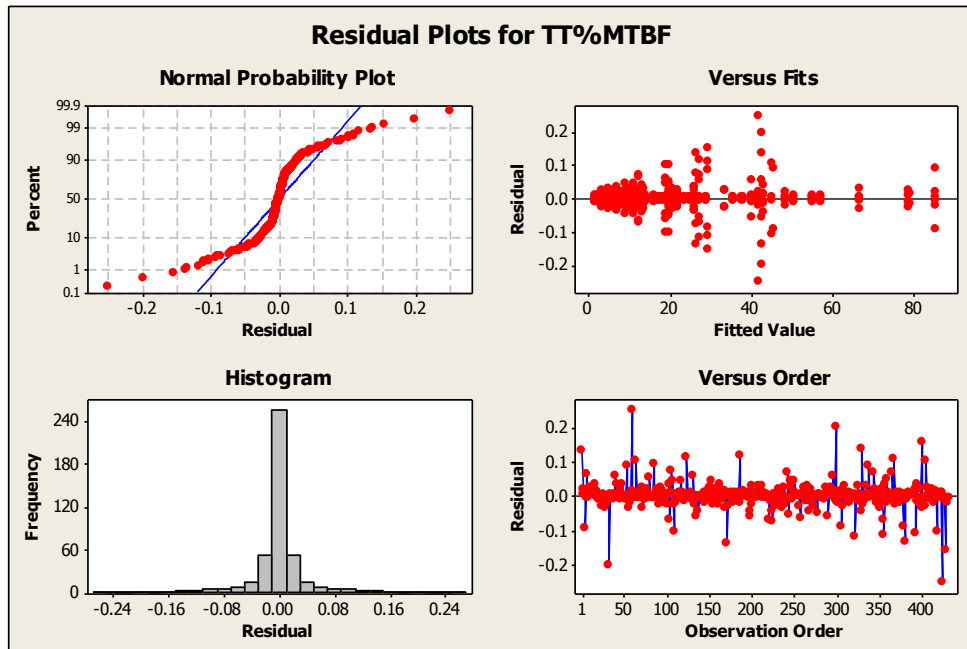 Residual Plots for TT%MTBF
Normal Probability Plot
99.9
99
90
50
10
1
0.1
Percent
-0.2 -0.1 0.0 0.1 0.2
Residual
Versus Fits
0.2
0.1
0.0
-0.1
-0.2
Residual
0 20 40 60 80
Fitted Value
Histogram
240
180
120
60
0
Frequency
-0.24 -0.16 -0.08 0.00 0.08 0.16 0.24
Residual
Versus Order
0.2
0.1
0.0
-0.1
-0.2
Residual
1 50 100 150 200 250 300 350 400
Observation Order